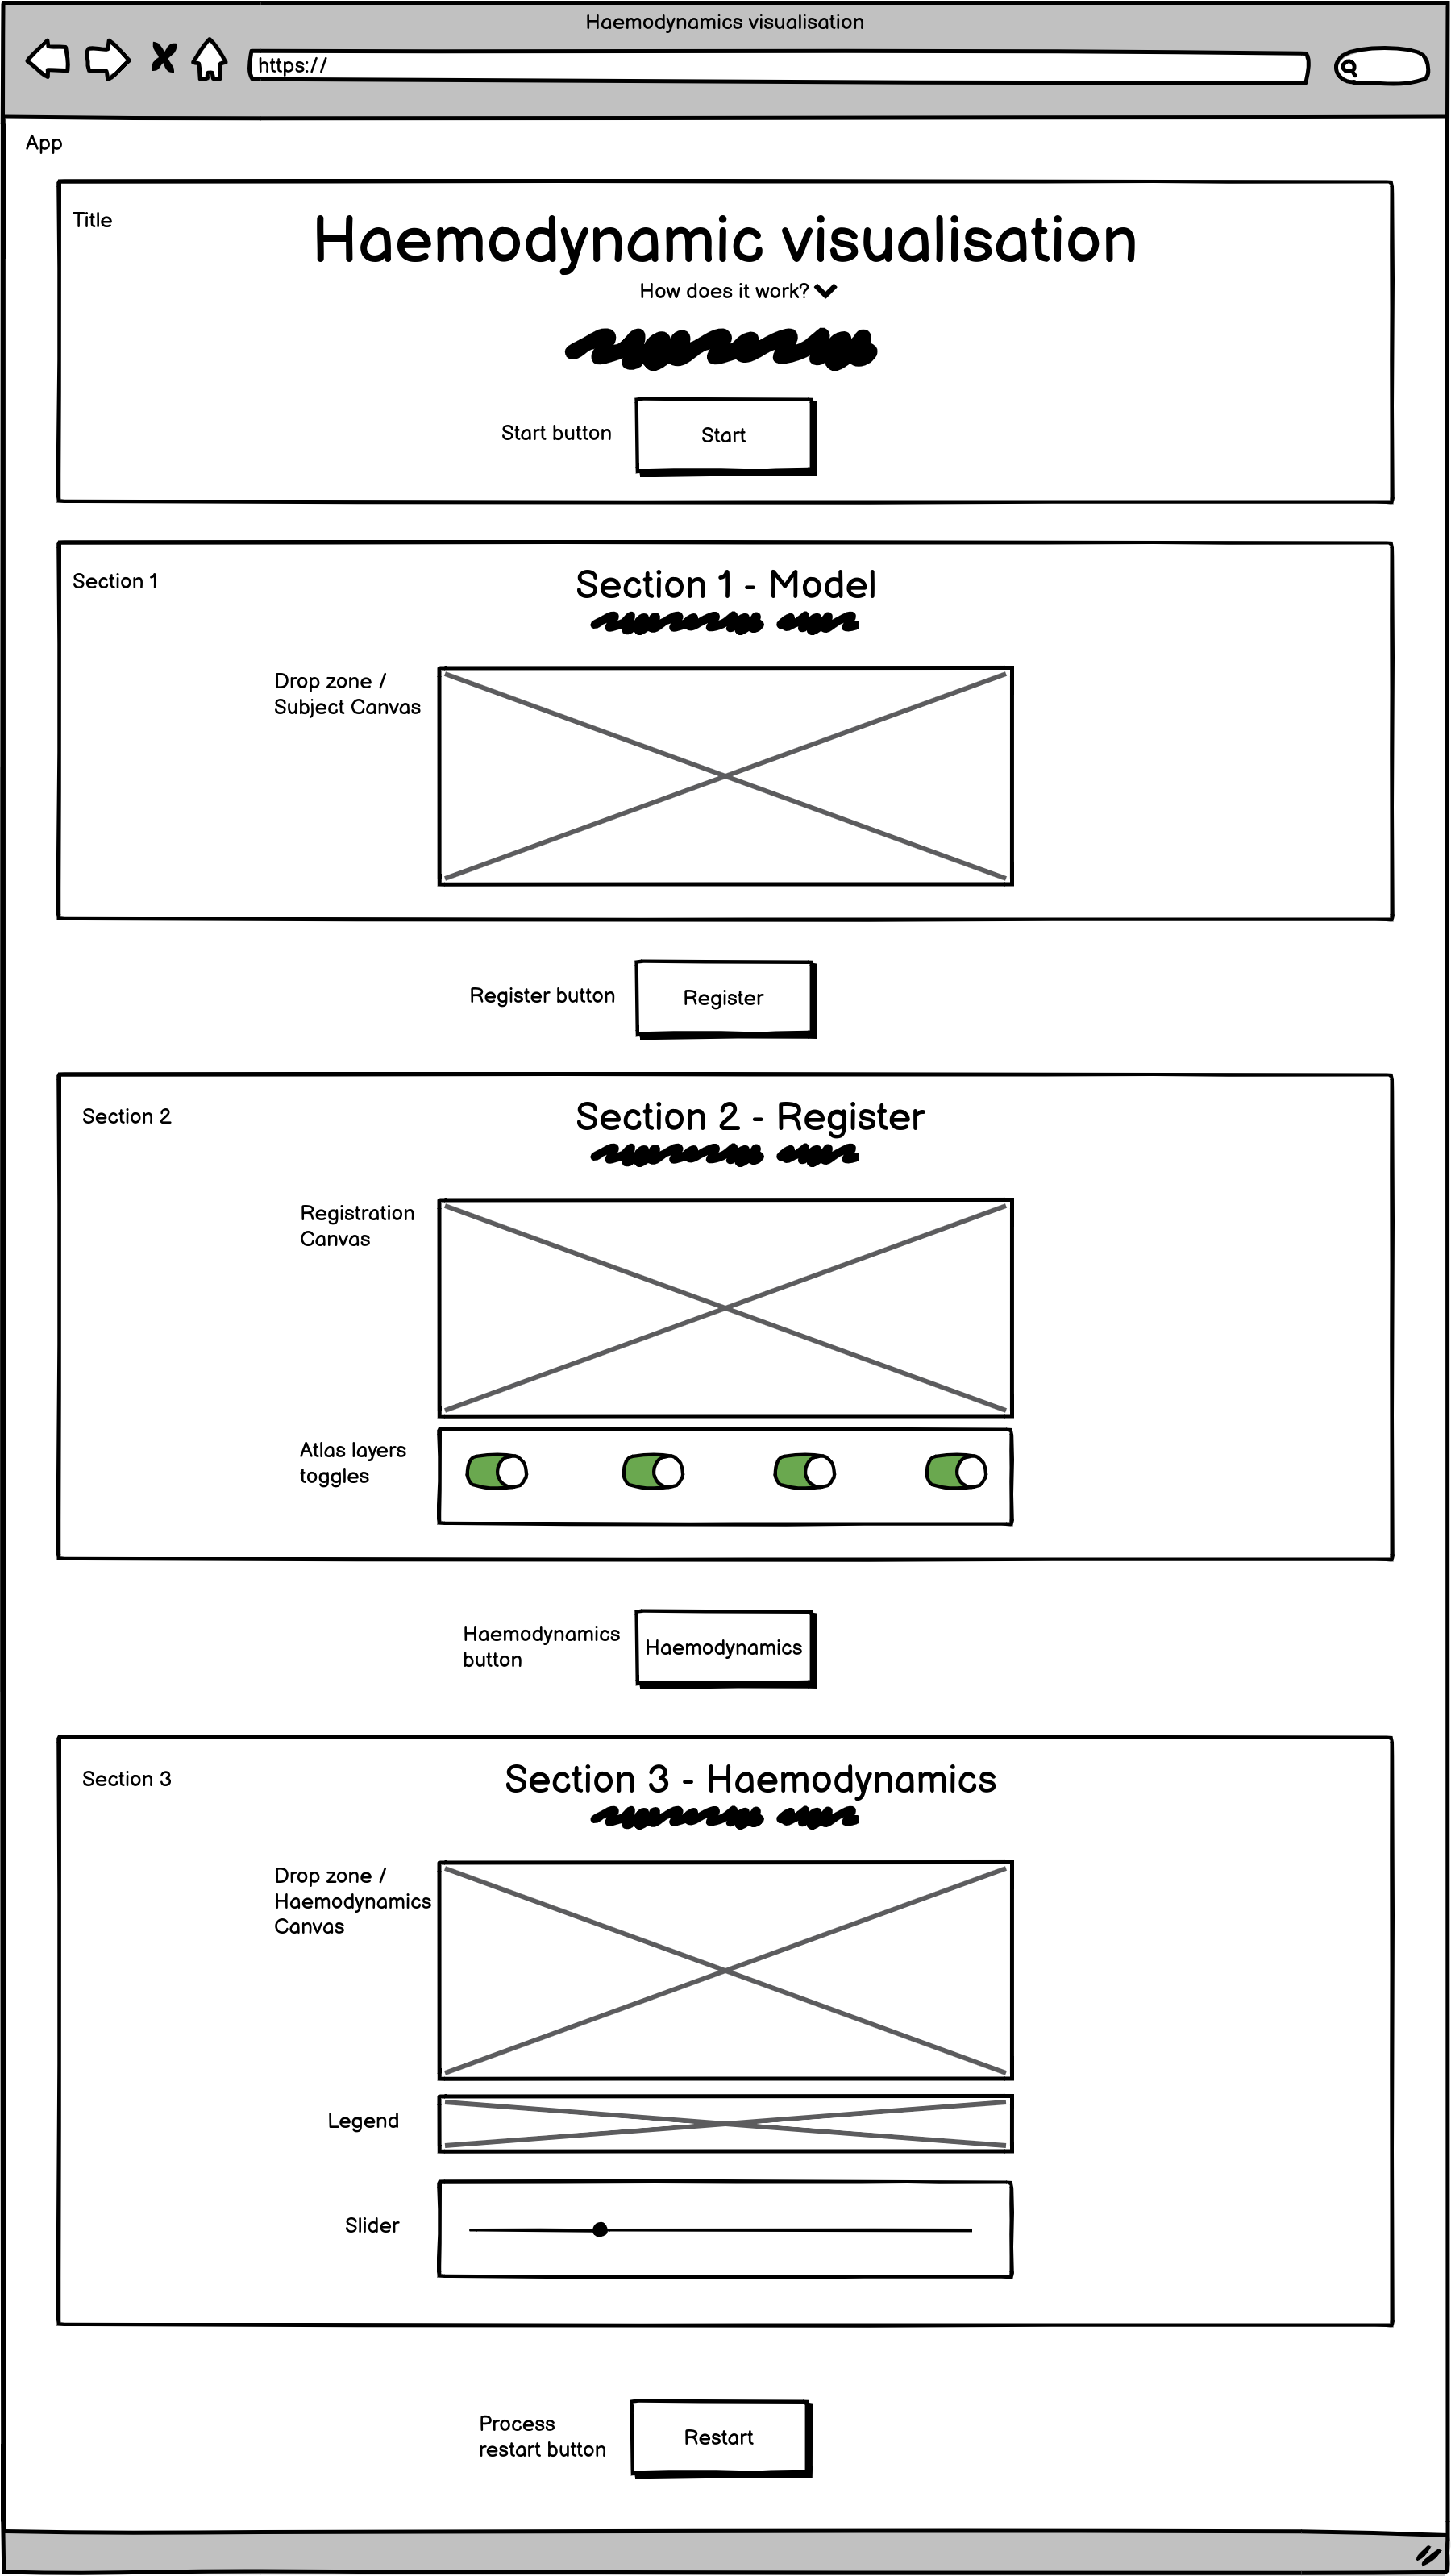 Haemodynamics visualisation
https://
App
Title
Haemodynamic visualisation
How does it work?
Start button
Start
Section 1
Section 1 - Model
Drop zone /
Subject Canvas
Register button
Register
Section 2
Section 2 - Register
Registration
Canvas
Atlas layers
toggles
Haemodynamics
button
Haemodynamics
Section 3
Section 3 - Haemodynamics
Drop zone /
Haemodynamics
Canvas
Legend
Slider
Process
restart button
Restart